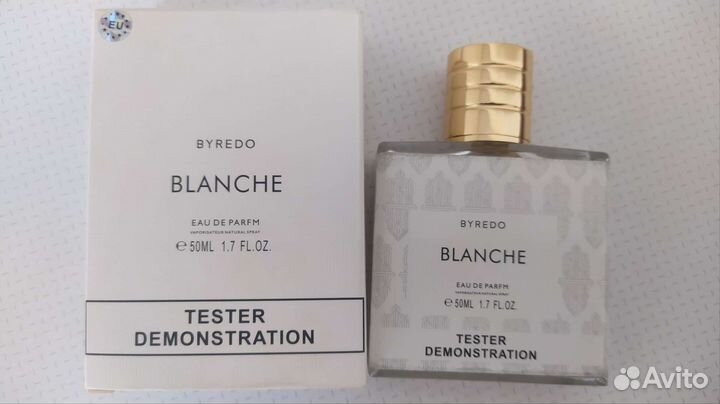 EU
BYREDO
BLANCHE
EAU DE PARFM
VAPORISATEUR NATURAL SPRAY
℮50ML 1.7 FL.OZ.
TESTER
DEMONSTRATION
BYREDO
BLANCHE
EAU DE PARFM
VAPORISATEUR NATURAL SPRAY
℮50ML 1.7 FL.OZ.
TESTER
DEMONSTRATION
Avito